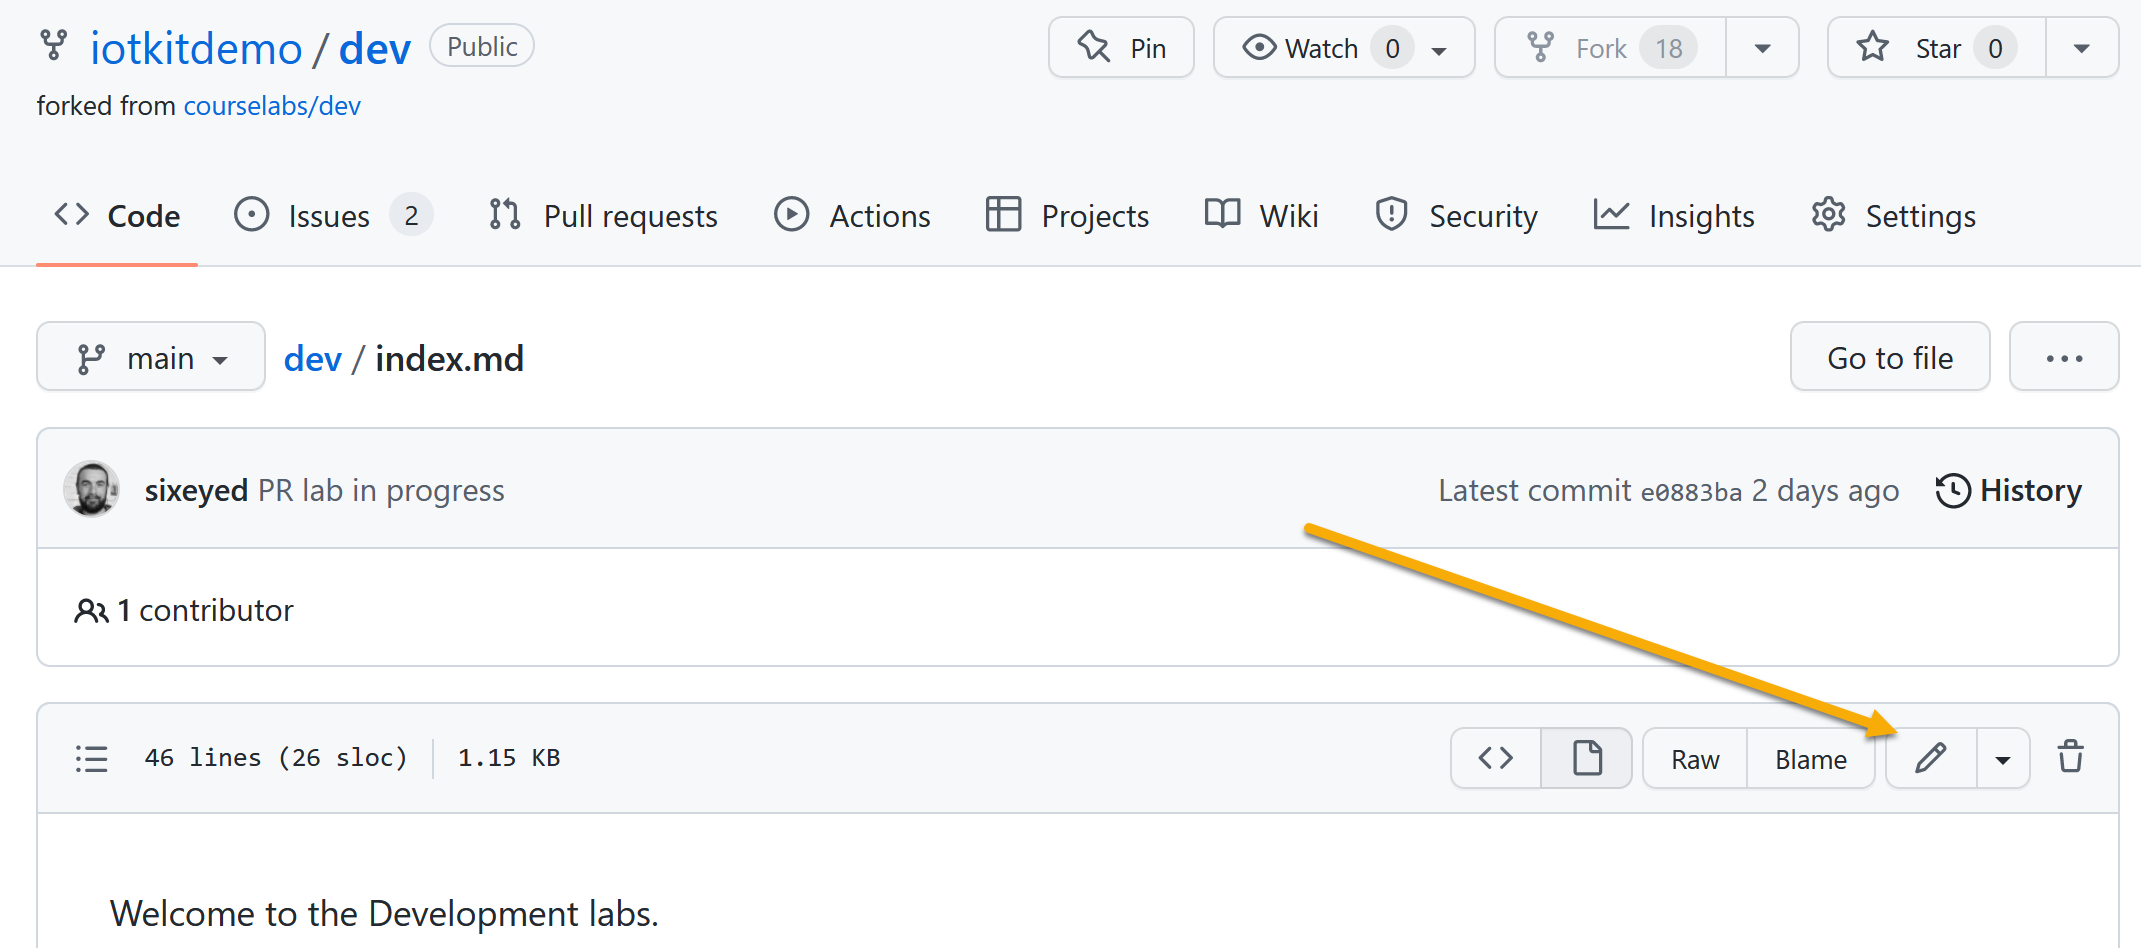 iotkitdemo / dev Public Pin Watch 0 Fork 18 Star 0
forked from courselabs/dev
Code Issues 2 Pull requests Actions Projects Wiki Security Insights Settings
main dev / index.md Go to file ...
sixeyed PR lab in progress Latest commit e0883ba 2 days ago History
1 contributor
46 lines (26 sloc) 1.15 KB Raw Blame
Welcome to the Development labs.